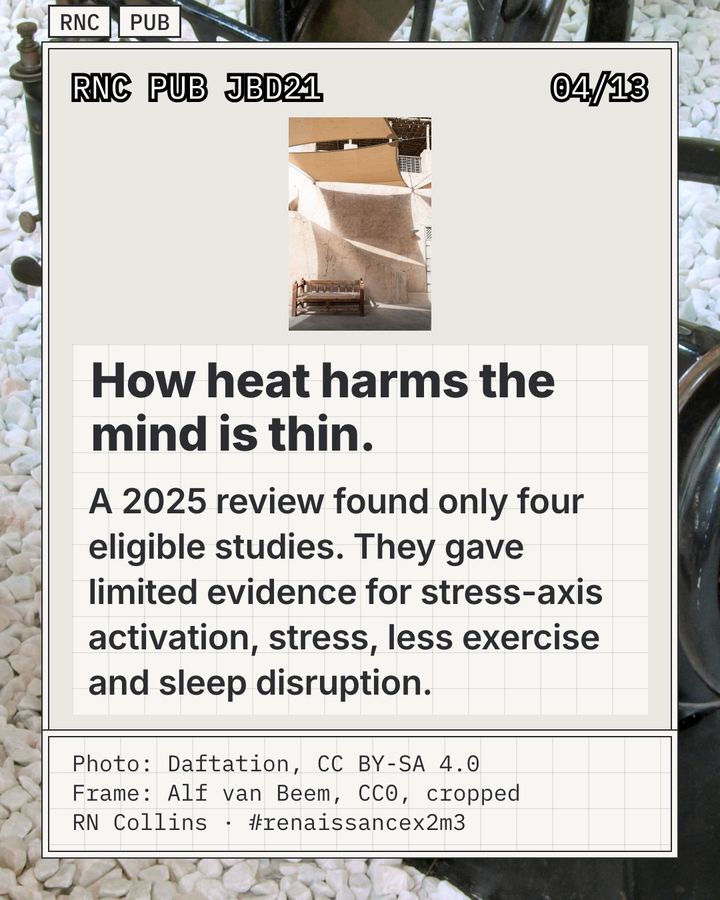 RNC PUB
RNC PUB JBD21 04/13
How heat harms the
mind is thin.
A 2025 review found only four
eligible studies. They gave
limited evidence for stress-axis
activation, stress, less exercise
and sleep disruption.
Photo: Daftation, CC BY-SA 4.0
Frame: Alf van Beem, CC0, cropped
RN Collins · #renaissancex2m3